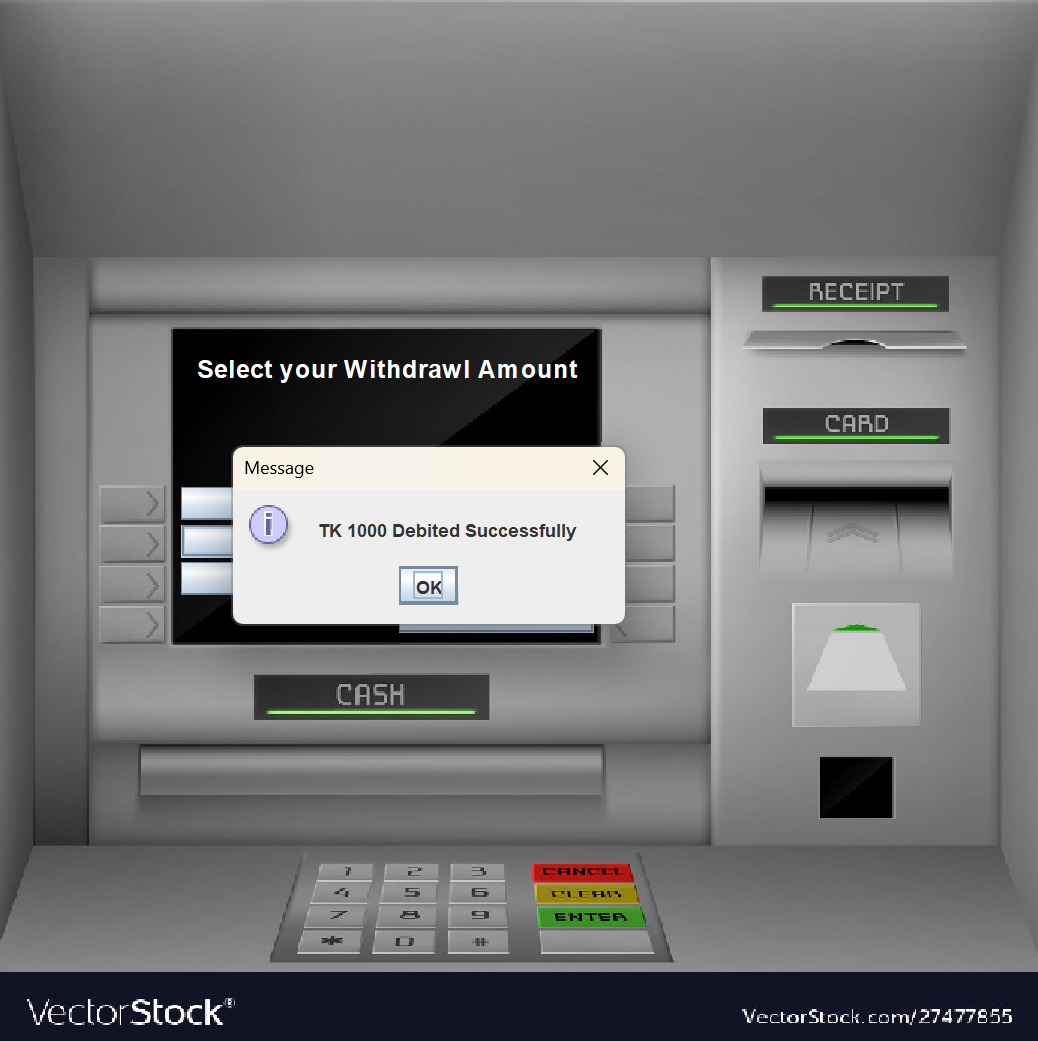 RECEIPT
Select your Withdrawl Amount
CARD
Message
i
TK 1000 Debited Successfully
OK
CASH
1 2 3 CANCEL
4 5 6 CLEAR
7 8 9 ENTER
* 0 #
VectorStock®
VectorStock.com/27477855